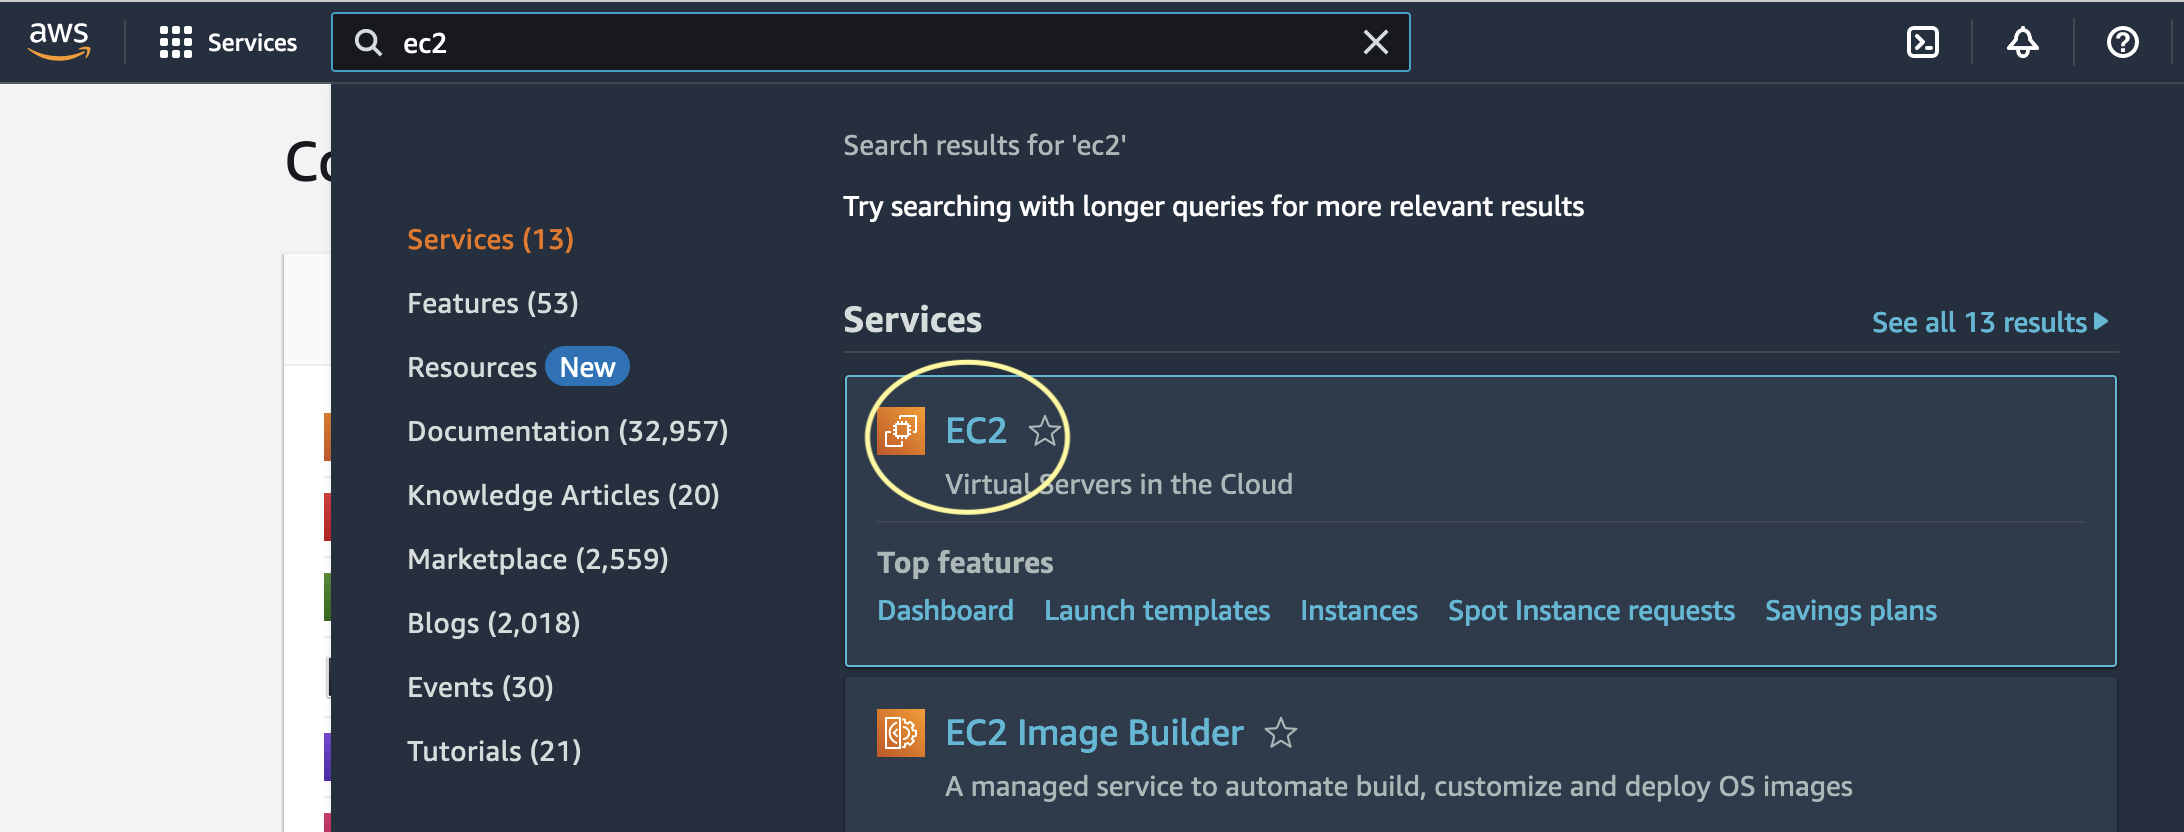 aws
Services
ec2
Co
Search results for 'ec2'
Try searching with longer queries for more relevant results
Services (13)
Features (53)
Resources New
Documentation (32,957)
Knowledge Articles (20)
Marketplace (2,559)
Blogs (2,018)
Events (30)
Tutorials (21)
Services
See all 13 results
EC2
Virtual Servers in the Cloud
Top features
Dashboard Launch templates Instances Spot Instance requests Savings plans
EC2 Image Builder
A managed service to automate build, customize and deploy OS images